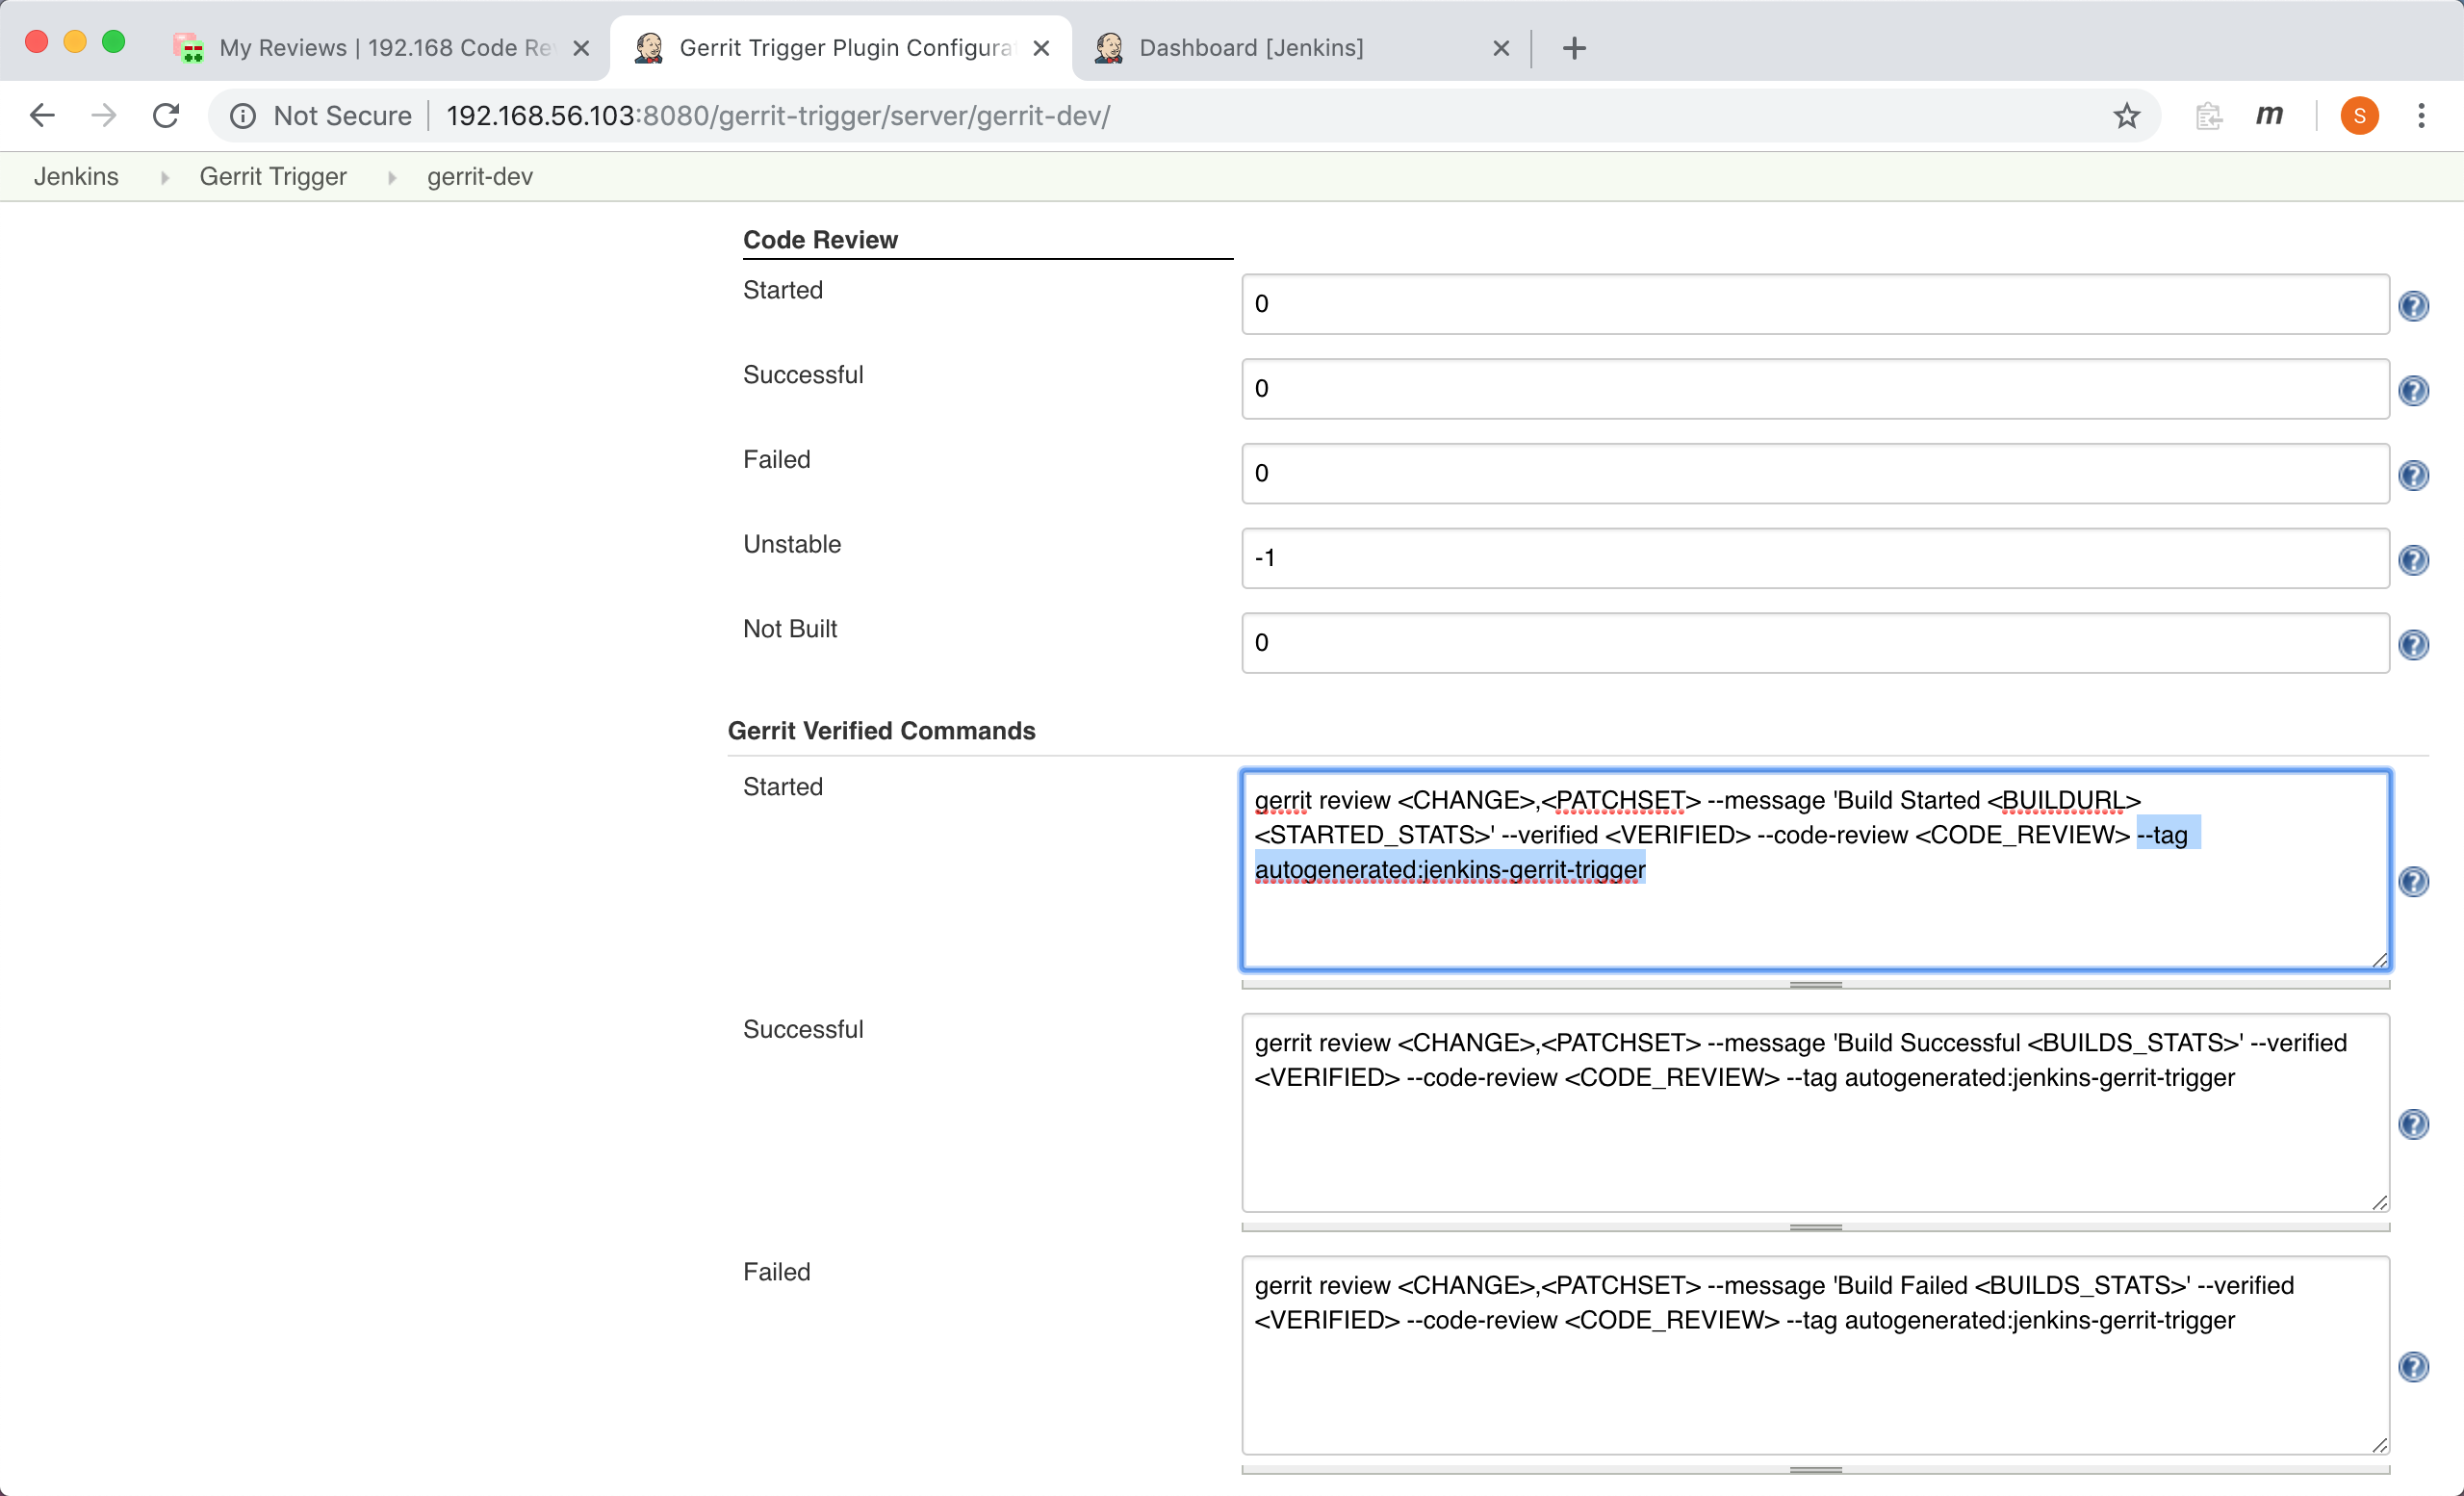 My Reviews | 192.168 Code Re
Gerrit Trigger Plugin Configura
Dashboard [Jenkins]
Not Secure
192.168.56.103:8080/gerrit-trigger/server/gerrit-dev/
m
S
Jenkins
Gerrit Trigger
gerrit-dev
Code Review
Started
0
Successful
0
Failed
0
Unstable
-1
Not Built
0
Gerrit Verified Commands
Started
gerrit review <CHANGE>,<PATCHSET> --message 'Build Started <BUILDURL>
<STARTED_STATS>' --verified <VERIFIED> --code-review <CODE_REVIEW> --tag
autogenerated:jenkins-gerrit-trigger
Successful
gerrit review <CHANGE>,<PATCHSET> --message 'Build Successful <BUILDS_STATS>' --verified
<VERIFIED> --code-review <CODE_REVIEW> --tag autogenerated:jenkins-gerrit-trigger
Failed
gerrit review <CHANGE>,<PATCHSET> --message 'Build Failed <BUILDS_STATS>' --verified
<VERIFIED> --code-review <CODE_REVIEW> --tag autogenerated:jenkins-gerrit-trigger